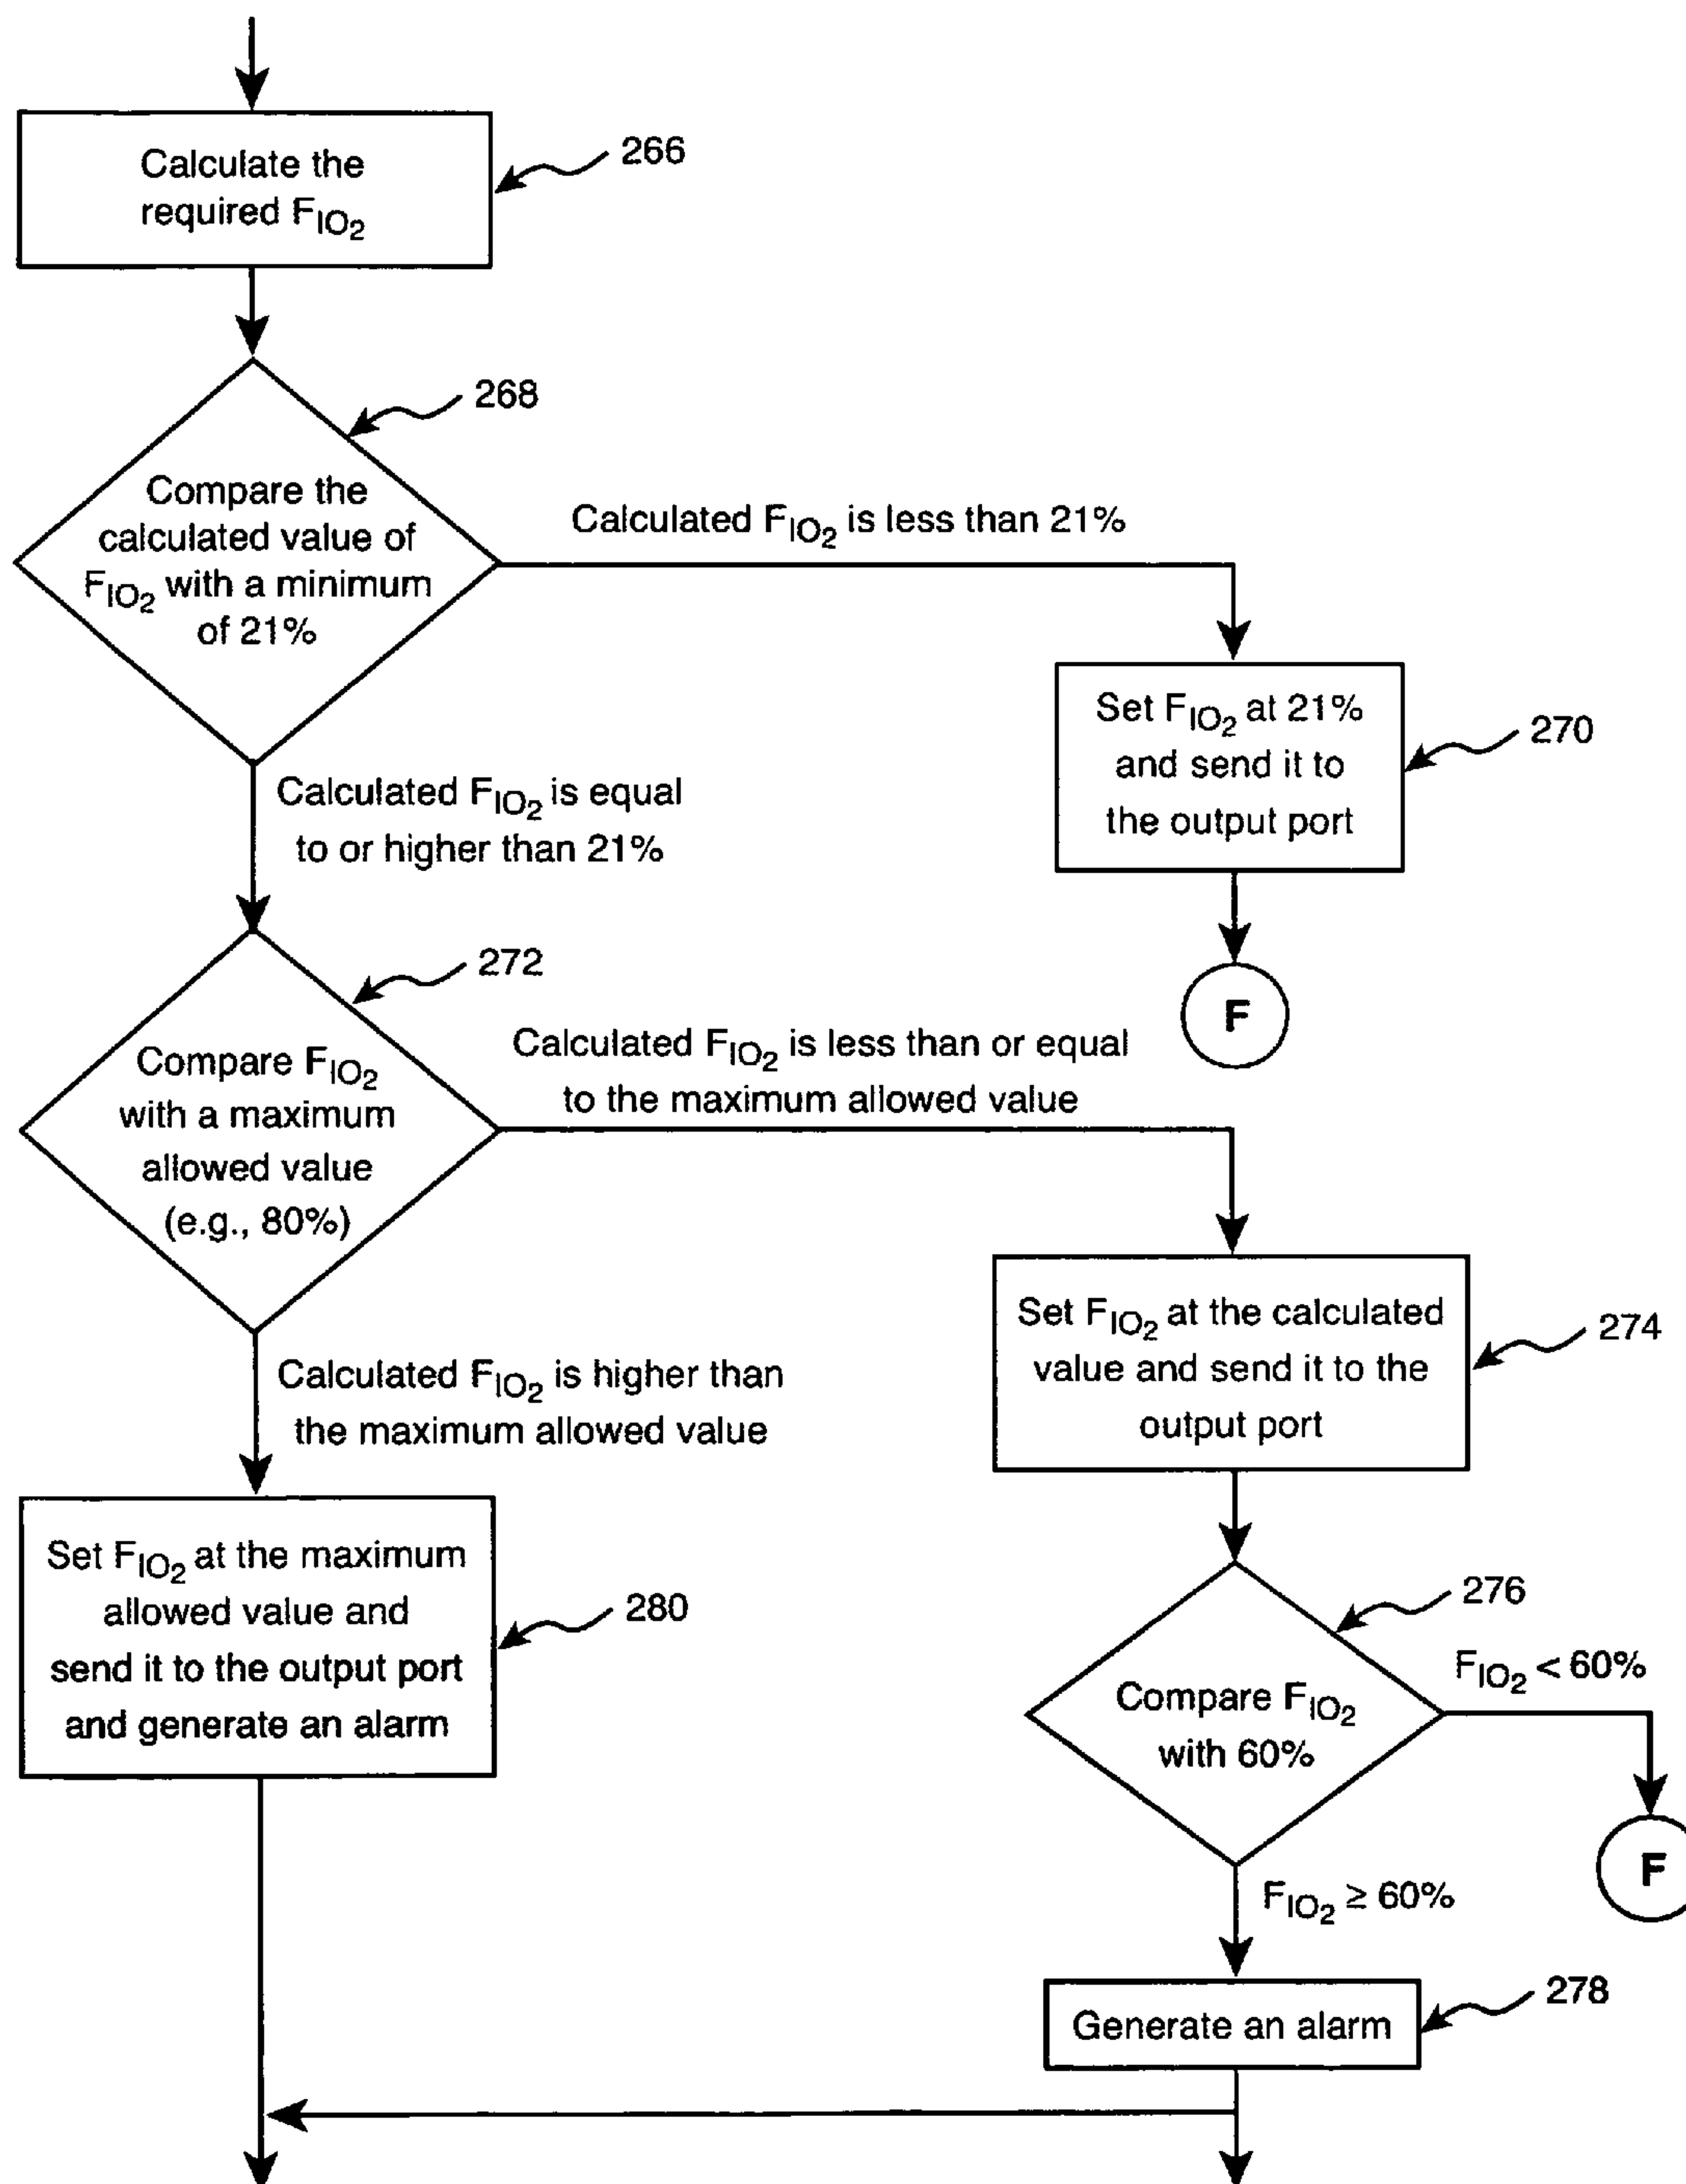 Calculate the
required FIO2
266
268
Compare the
calculated value of
FIO2 with a minimum
of 21%
Calculated FIO2 is less than 21%
Set FIO2 at 21%
and send it to
the output port
270
Calculated FIO2 is equal
to or higher than 21%
F
272
Compare FIO2
with a maximum
allowed value
(e.g., 80%)
Calculated FIO2 is less than or equal
to the maximum allowed value
Set FIO2 at the calculated
value and send it to the
output port
274
Calculated FIO2 is higher than
the maximum allowed value
Set FIO2 at the maximum
allowed value and
send it to the output port
and generate an alarm
280
276
Compare FIO2
with 60%
FIO2 < 60%
F
FIO2 ≥ 60%
Generate an alarm
278